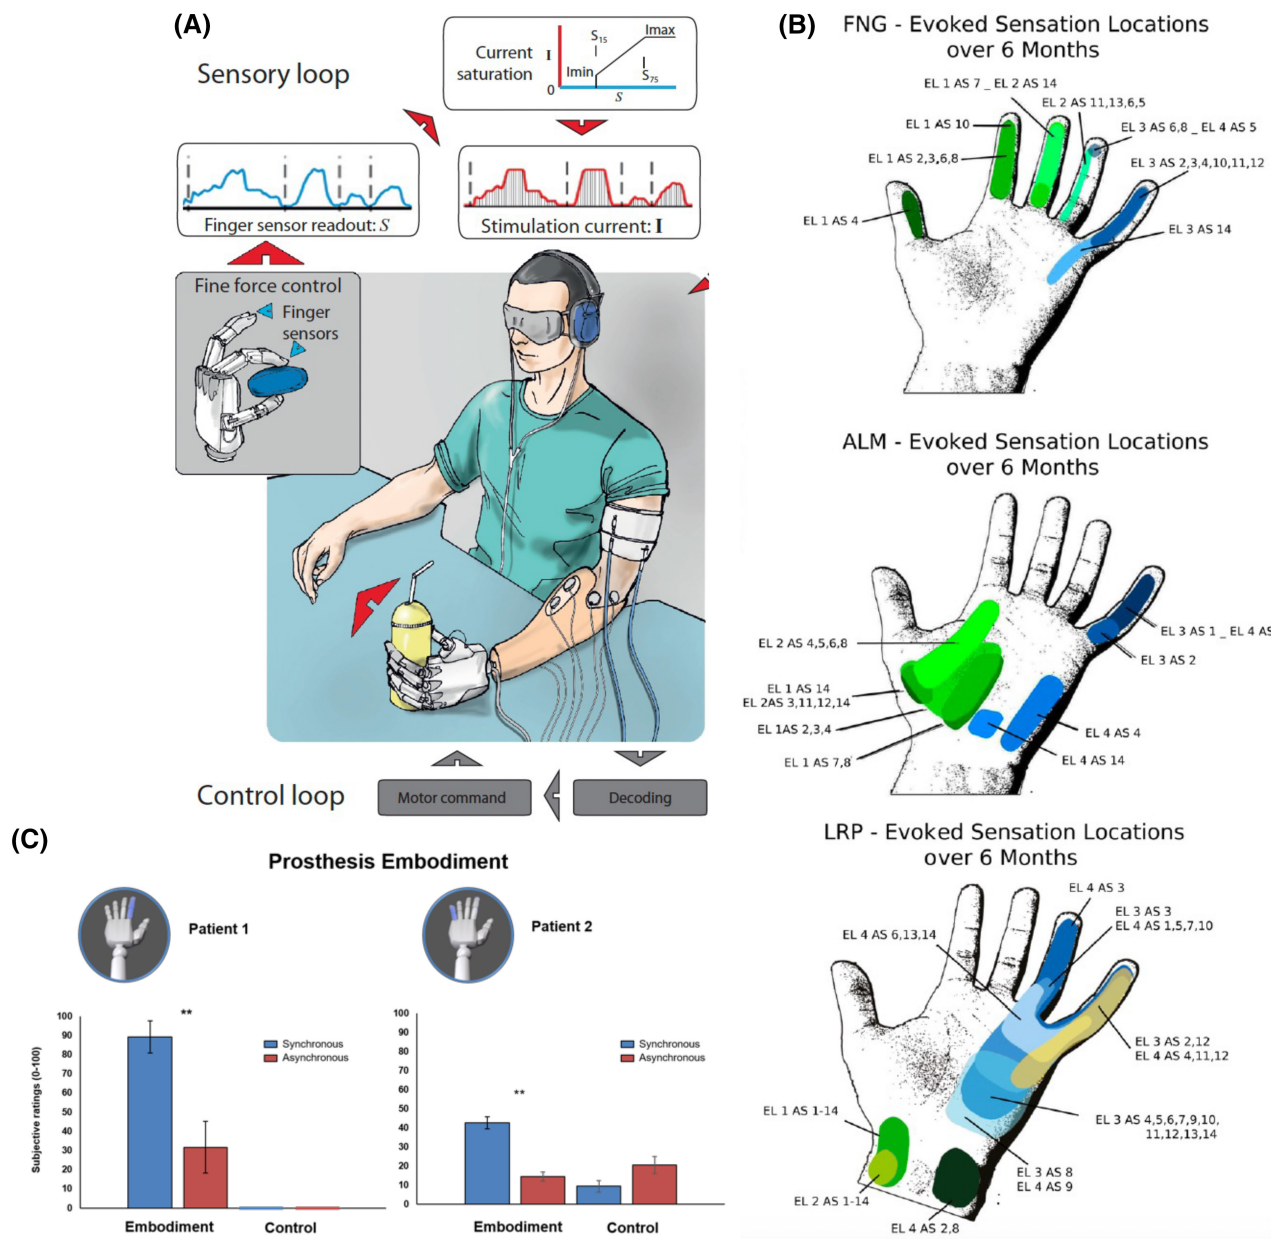 (A)
Sensory loop
Current
saturation
I
0
Imin
S15
Imax
S75
S
Finger sensor readout: S
Stimulation current: I
Fine force control
Finger
sensors
Control loop
Motor command
Decoding
(B)
FNG - Evoked Sensation Locations
over 6 Months
EL 1 AS 7 _ EL 2 AS 14
EL 2 AS 11,13,6,5
EL 1 AS 10
EL 3 AS 6,8 _ EL 4 AS 5
EL 1 AS 2,3,6,8
EL 3 AS 2,3,4,10,11,12
EL 1 AS 4
EL 3 AS 14
ALM - Evoked Sensation Locations
over 6 Months
EL 2 AS 4,5,6,8
EL 3 AS 1 _ EL 4 AS
EL 3 AS 2
EL 1 AS 14
EL 2AS 3,11,12,14
EL 1AS 2,3,4
EL 4 AS 4
EL 1 AS 7,8
EL 4 AS 14
LRP - Evoked Sensation Locations
over 6 Months
EL 4 AS 3
EL 3 AS 3
EL 4 AS 1,5,7,10
EL 4 AS 6,13,14
EL 3 AS 2,12
EL 4 AS 4,11,12
EL 1 AS 1-14
EL 3 AS 4,5,6,7,9,10,
11,12,13,14
EL 3 AS 8
EL 4 AS 9
EL 2 AS 1-14
EL 4 AS 2,8
(C)
Prosthesis Embodiment
Patient 1
Patient 2
Subjective ratings (0-100)
100
90
80
70
60
50
40
30
20
10
0
**
Synchronous
Asynchronous
Embodiment
Control
100
90
80
70
60
50
40
30
20
10
0
**
Synchronous
Asynchronous
Embodiment
Control